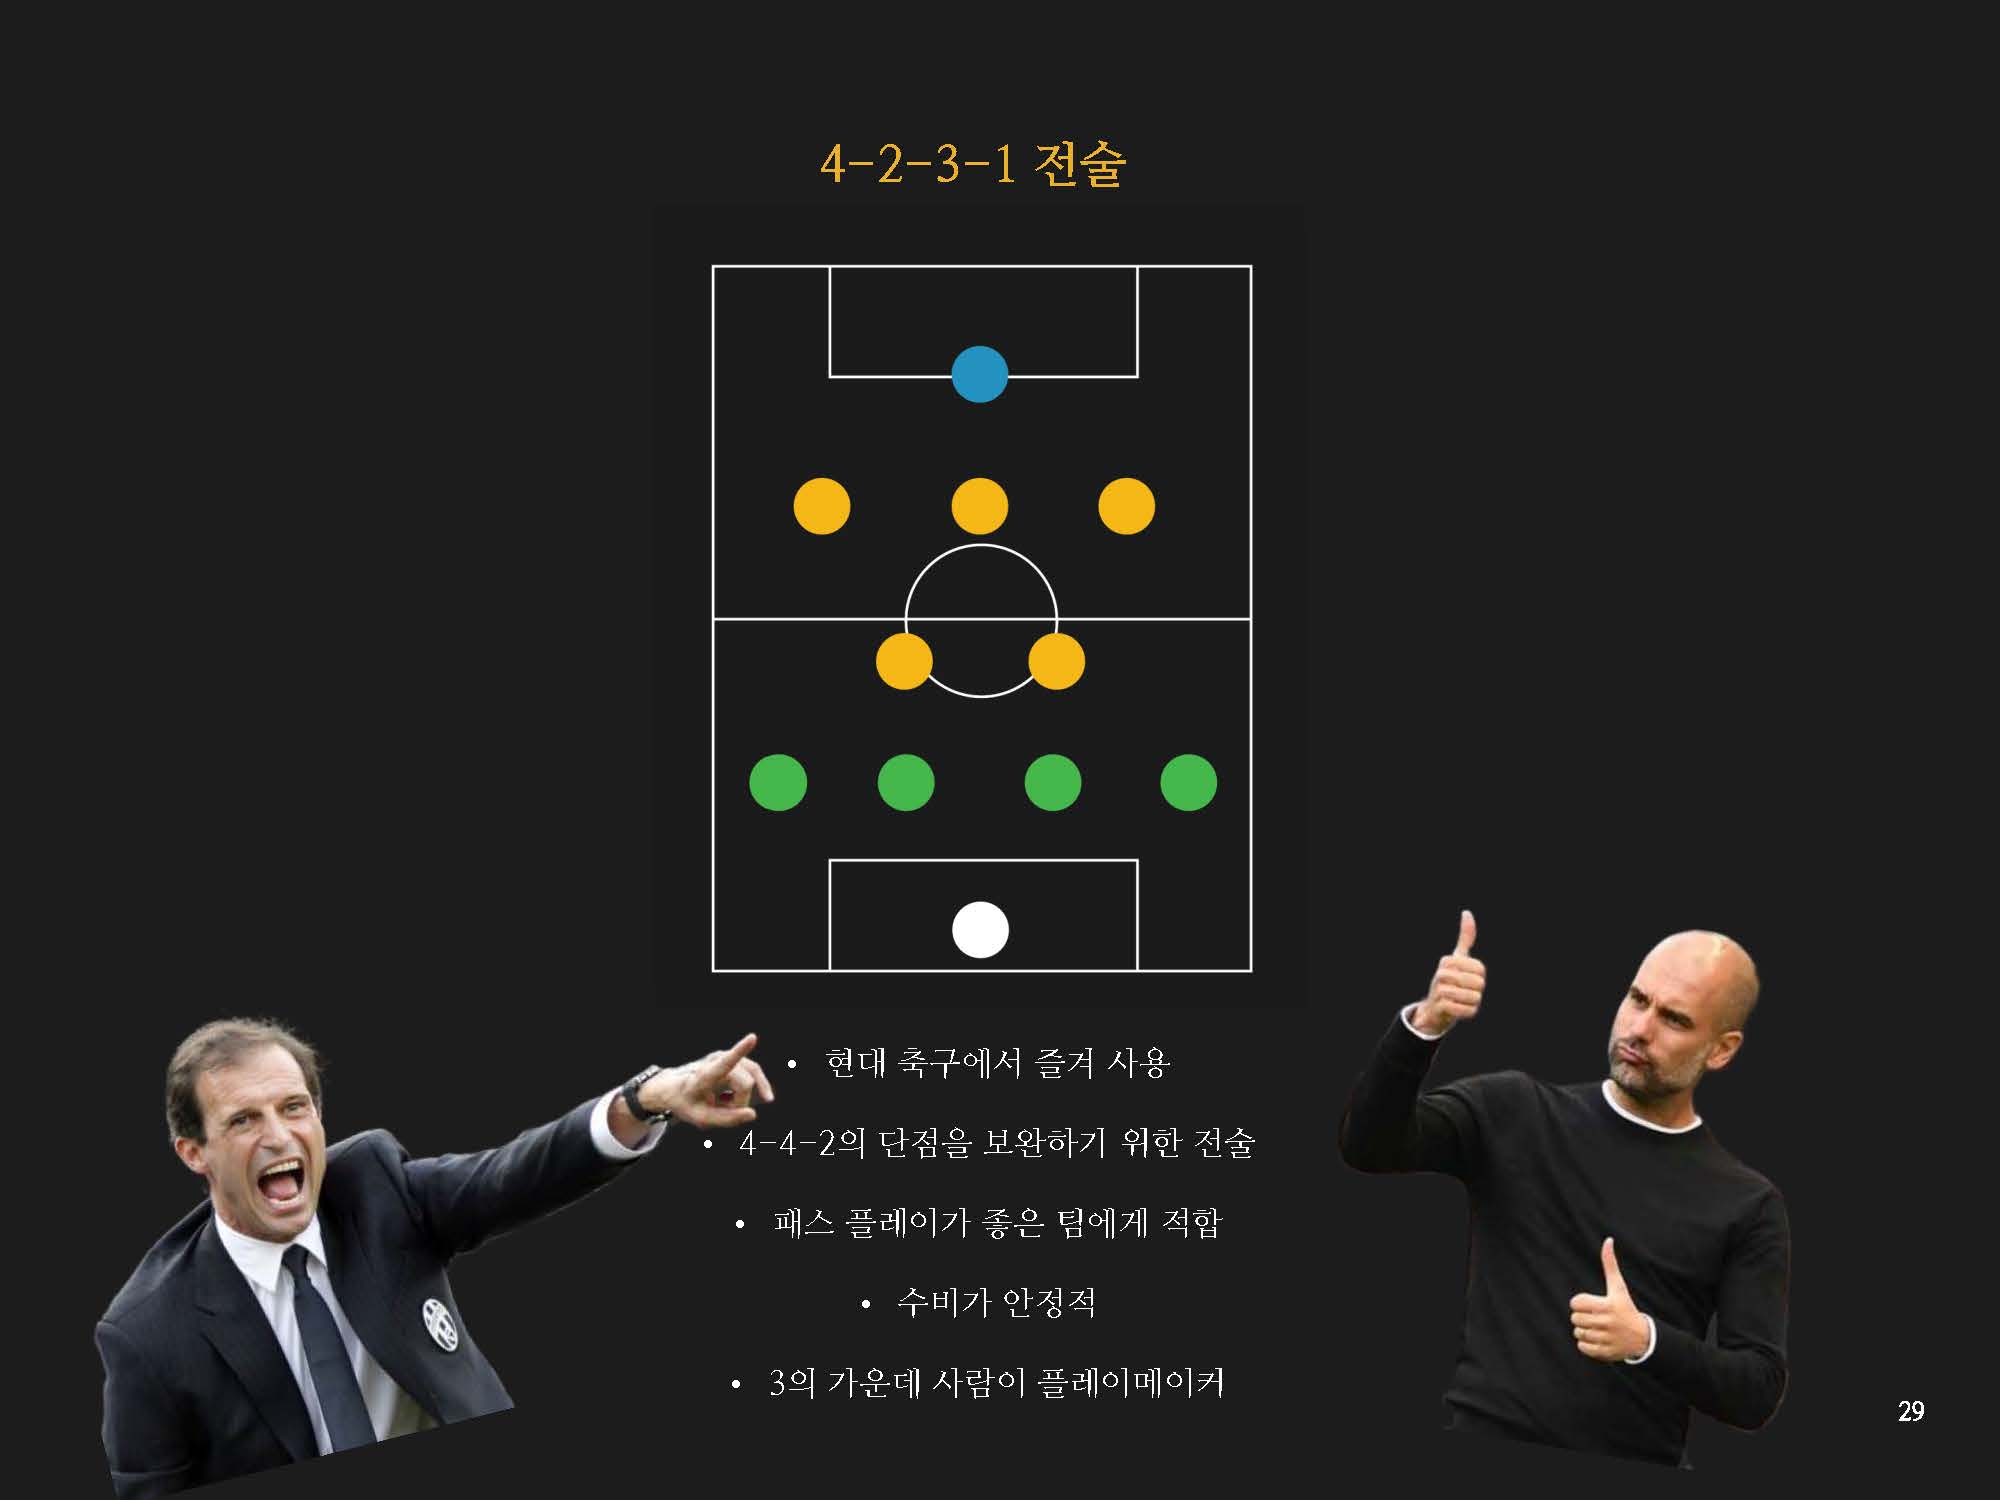 4-2-3-1 전술
• 현대 축구에서 즐겨 사용
• 4-4-2의 단점을 보완하기 위한 전술
• 패스 플레이가 좋은 팀에게 적합
• 수비가 안정적
• 3의 가운데 사람이 플레이메이커
29